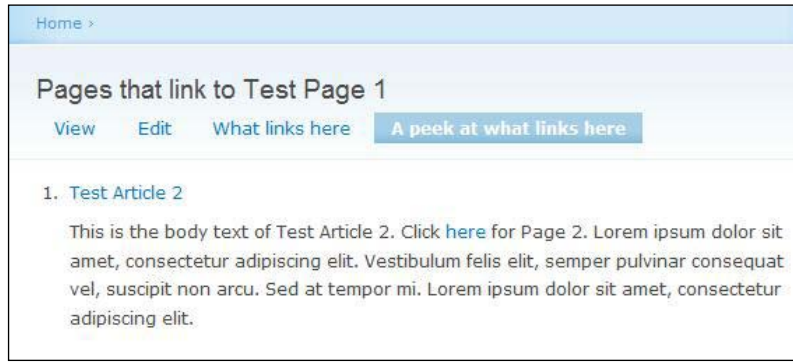 Home ›
Pages that link to Test Page 1
View Edit What links here A peek at what links here
1. Test Article 2
This is the body text of Test Article 2. Click here for Page 2. Lorem ipsum dolor sit
amet, consectetur adipiscing elit. Vestibulum felis elit, semper pulvinar consequat
vel, suscipit non arcu. Sed at tempor mi. Lorem ipsum dolor sit amet, consectetur
adipiscing elit.